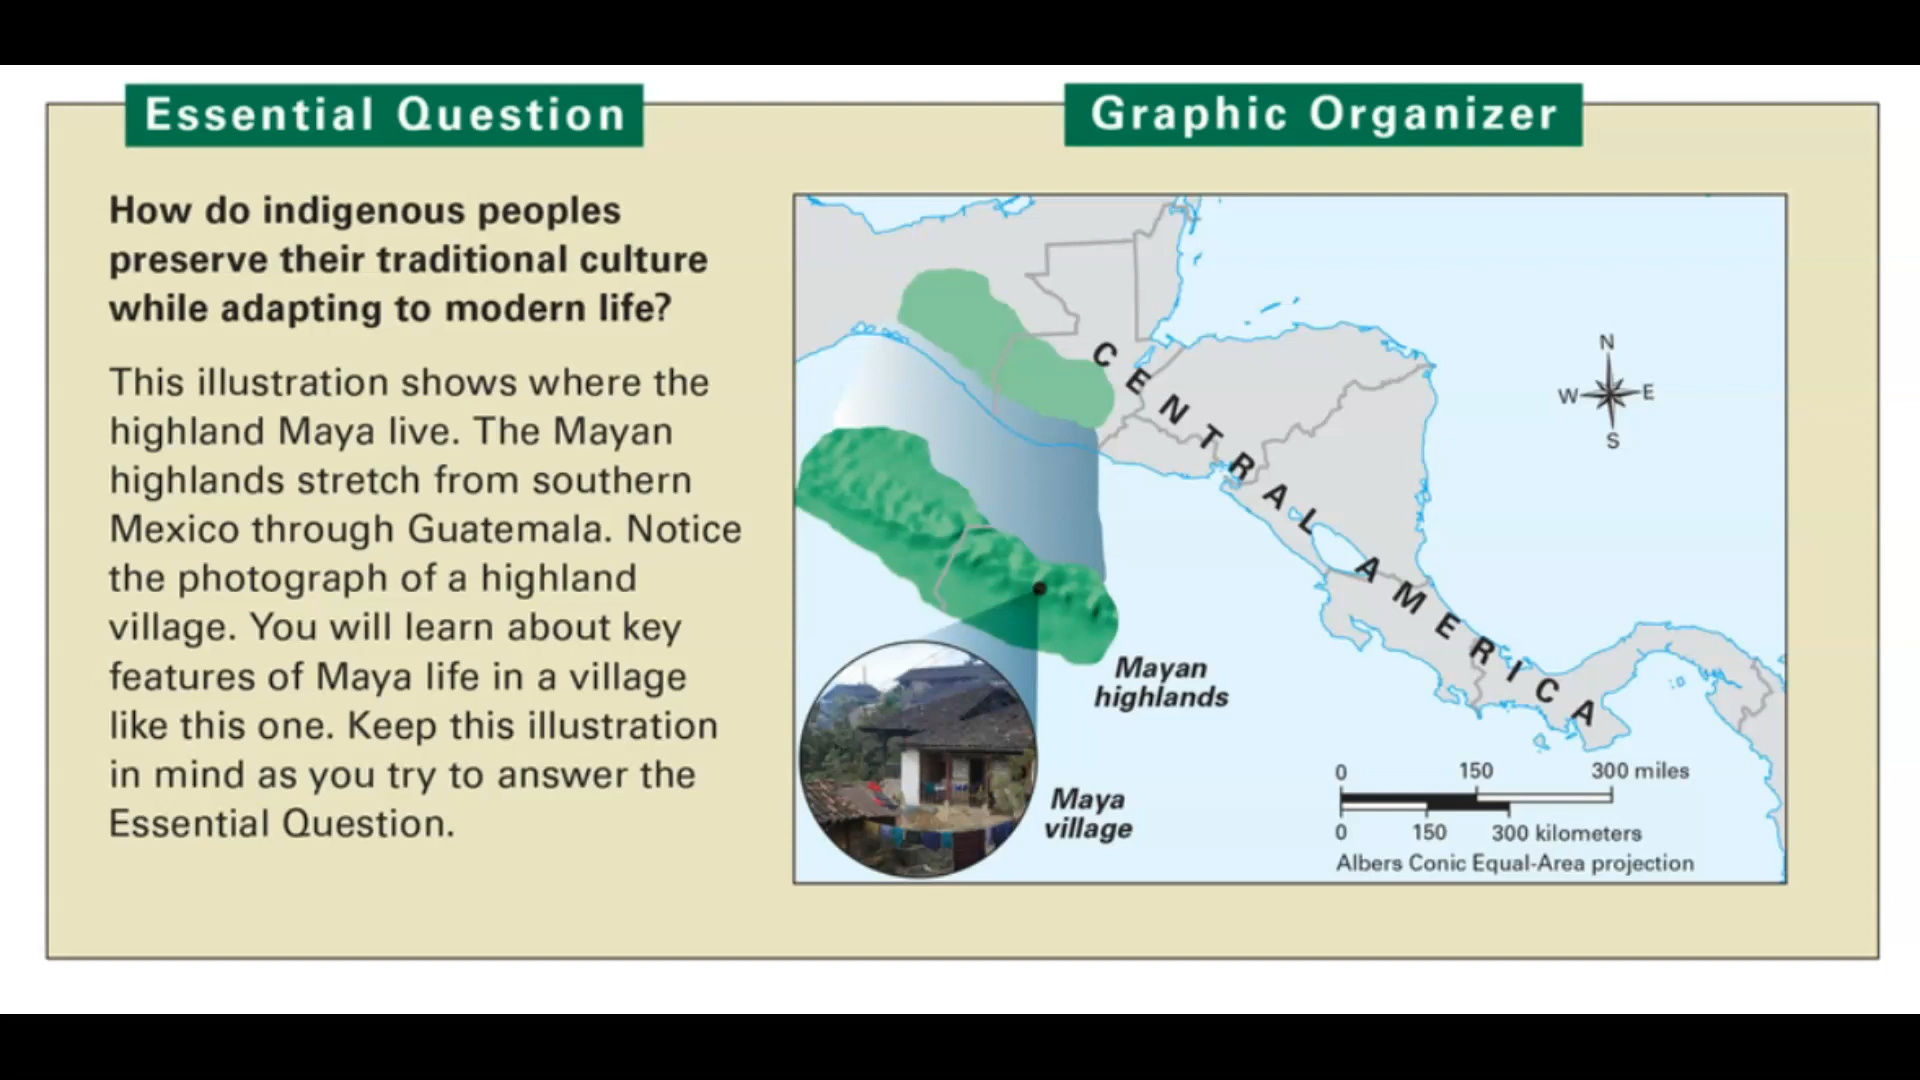 Essential Question
How do indigenous peoples
preserve their traditional culture
while adapting to modern life?
This illustration shows where the
highland Maya live. The Mayan
highlands stretch from southern
Mexico through Guatemala. Notice
the photograph of a highland
village. You will learn about key
features of Maya life in a village
like this one. Keep this illustration
in mind as you try to answer the
Essential Question.
Graphic Organizer
CENTRAL AMERICA
N
W E
S
Mayan
highlands
Maya
village
0 150 300 miles
0 150 300 kilometers
Albers Conic Equal-Area projection